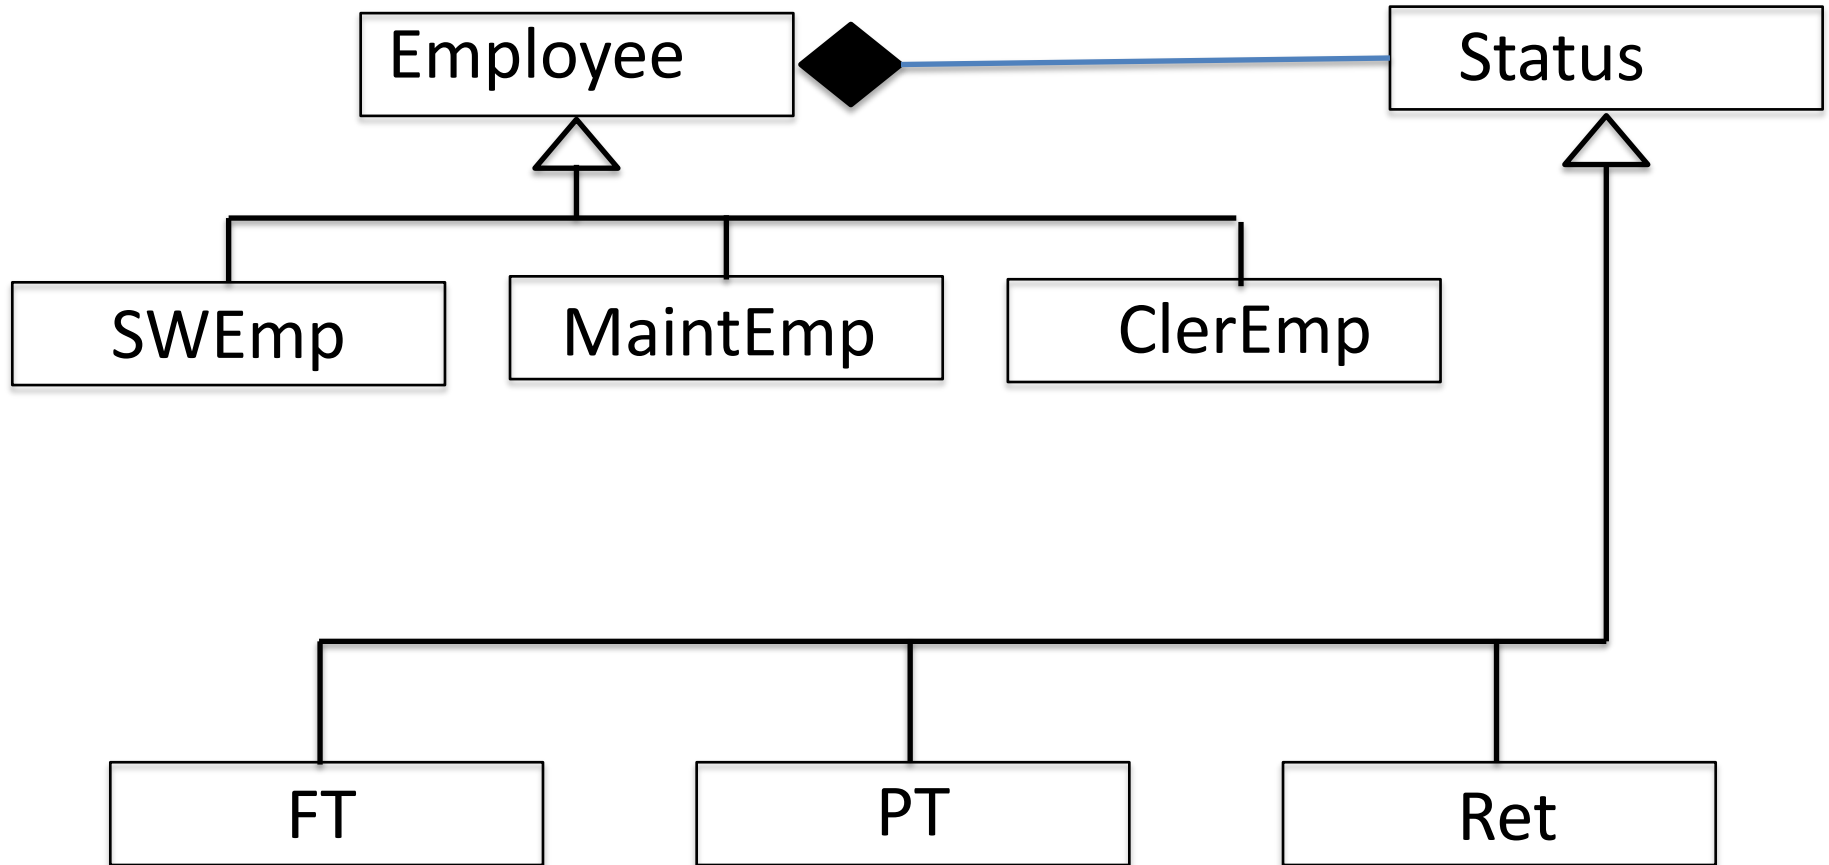 Employee
Status
SWEmp
MaintEmp
ClerEmp
FT
PT
Ret